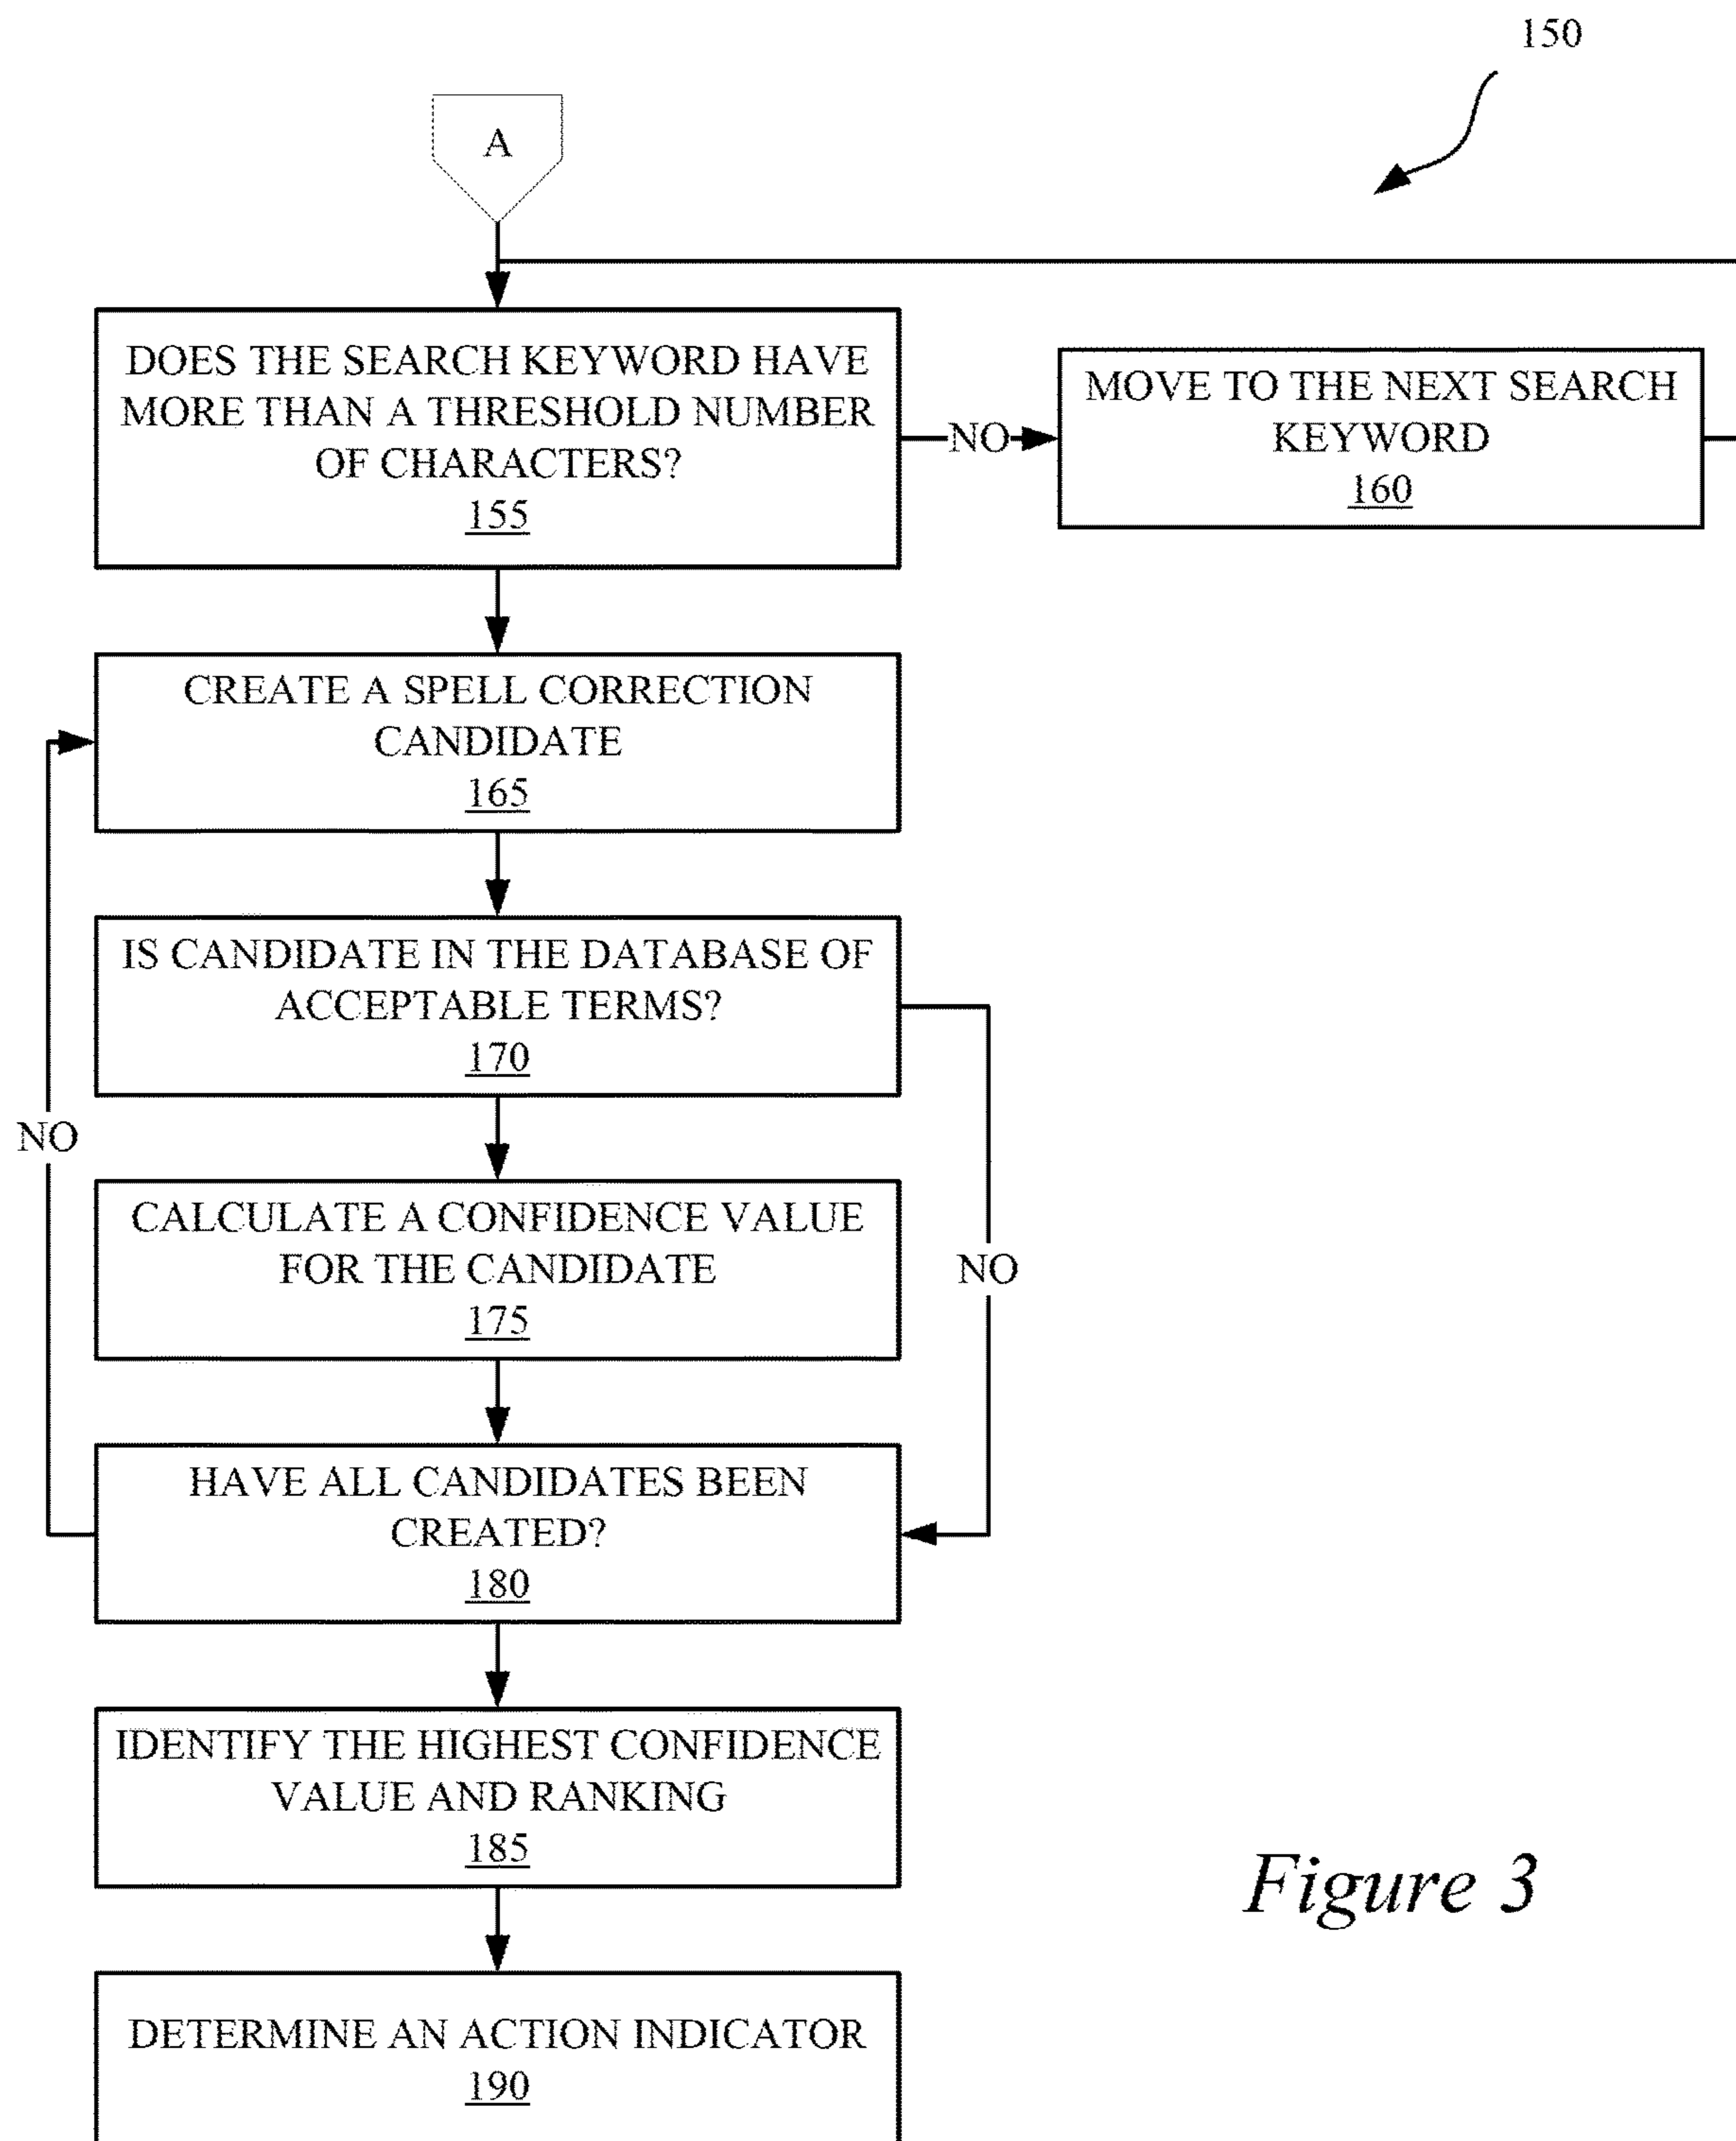 150
A
DOES THE SEARCH KEYWORD HAVE
MORE THAN A THRESHOLD NUMBER
OF CHARACTERS?
155
NO
MOVE TO THE NEXT SEARCH
KEYWORD
160
CREATE A SPELL CORRECTION
CANDIDATE
165
IS CANDIDATE IN THE DATABASE OF
ACCEPTABLE TERMS?
170
NO
CALCULATE A CONFIDENCE VALUE
FOR THE CANDIDATE
175
NO
HAVE ALL CANDIDATES BEEN
CREATED?
180
IDENTIFY THE HIGHEST CONFIDENCE
VALUE AND RANKING
185
Figure 3
DETERMINE AN ACTION INDICATOR
190